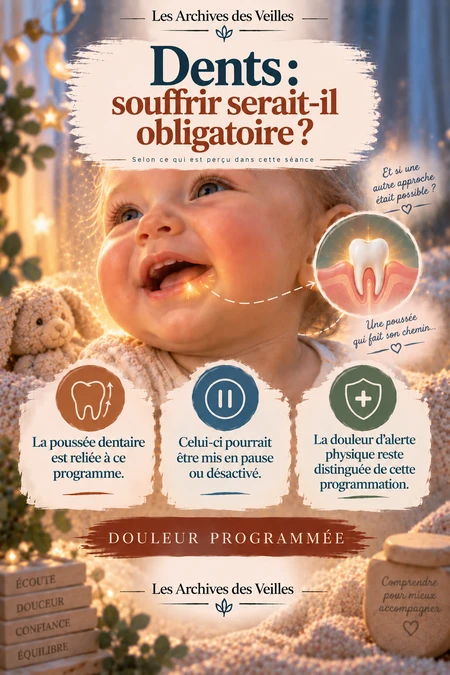 Les Archives des Veilles
Dents :
souffrir serait-il
obligatoire ?
Selon ce qui est perçu dans cette séance
Et si une
autre approche
était possible ?
Une poussée
qui fait son chemin...
La poussée dentaire
est reliée à ce
programme.
Celui-ci pourrait
être mis en pause
ou désactivé.
La douleur d'alerte
physique reste
distinguée de cette
programmation.
DOULEUR PROGRAMMÉE
ÉCOUTE
DOUCEUR
CONFIANCE
ÉQUILIBRE
Comprendre
pour mieux
accompagner
Les Archives des Veilles